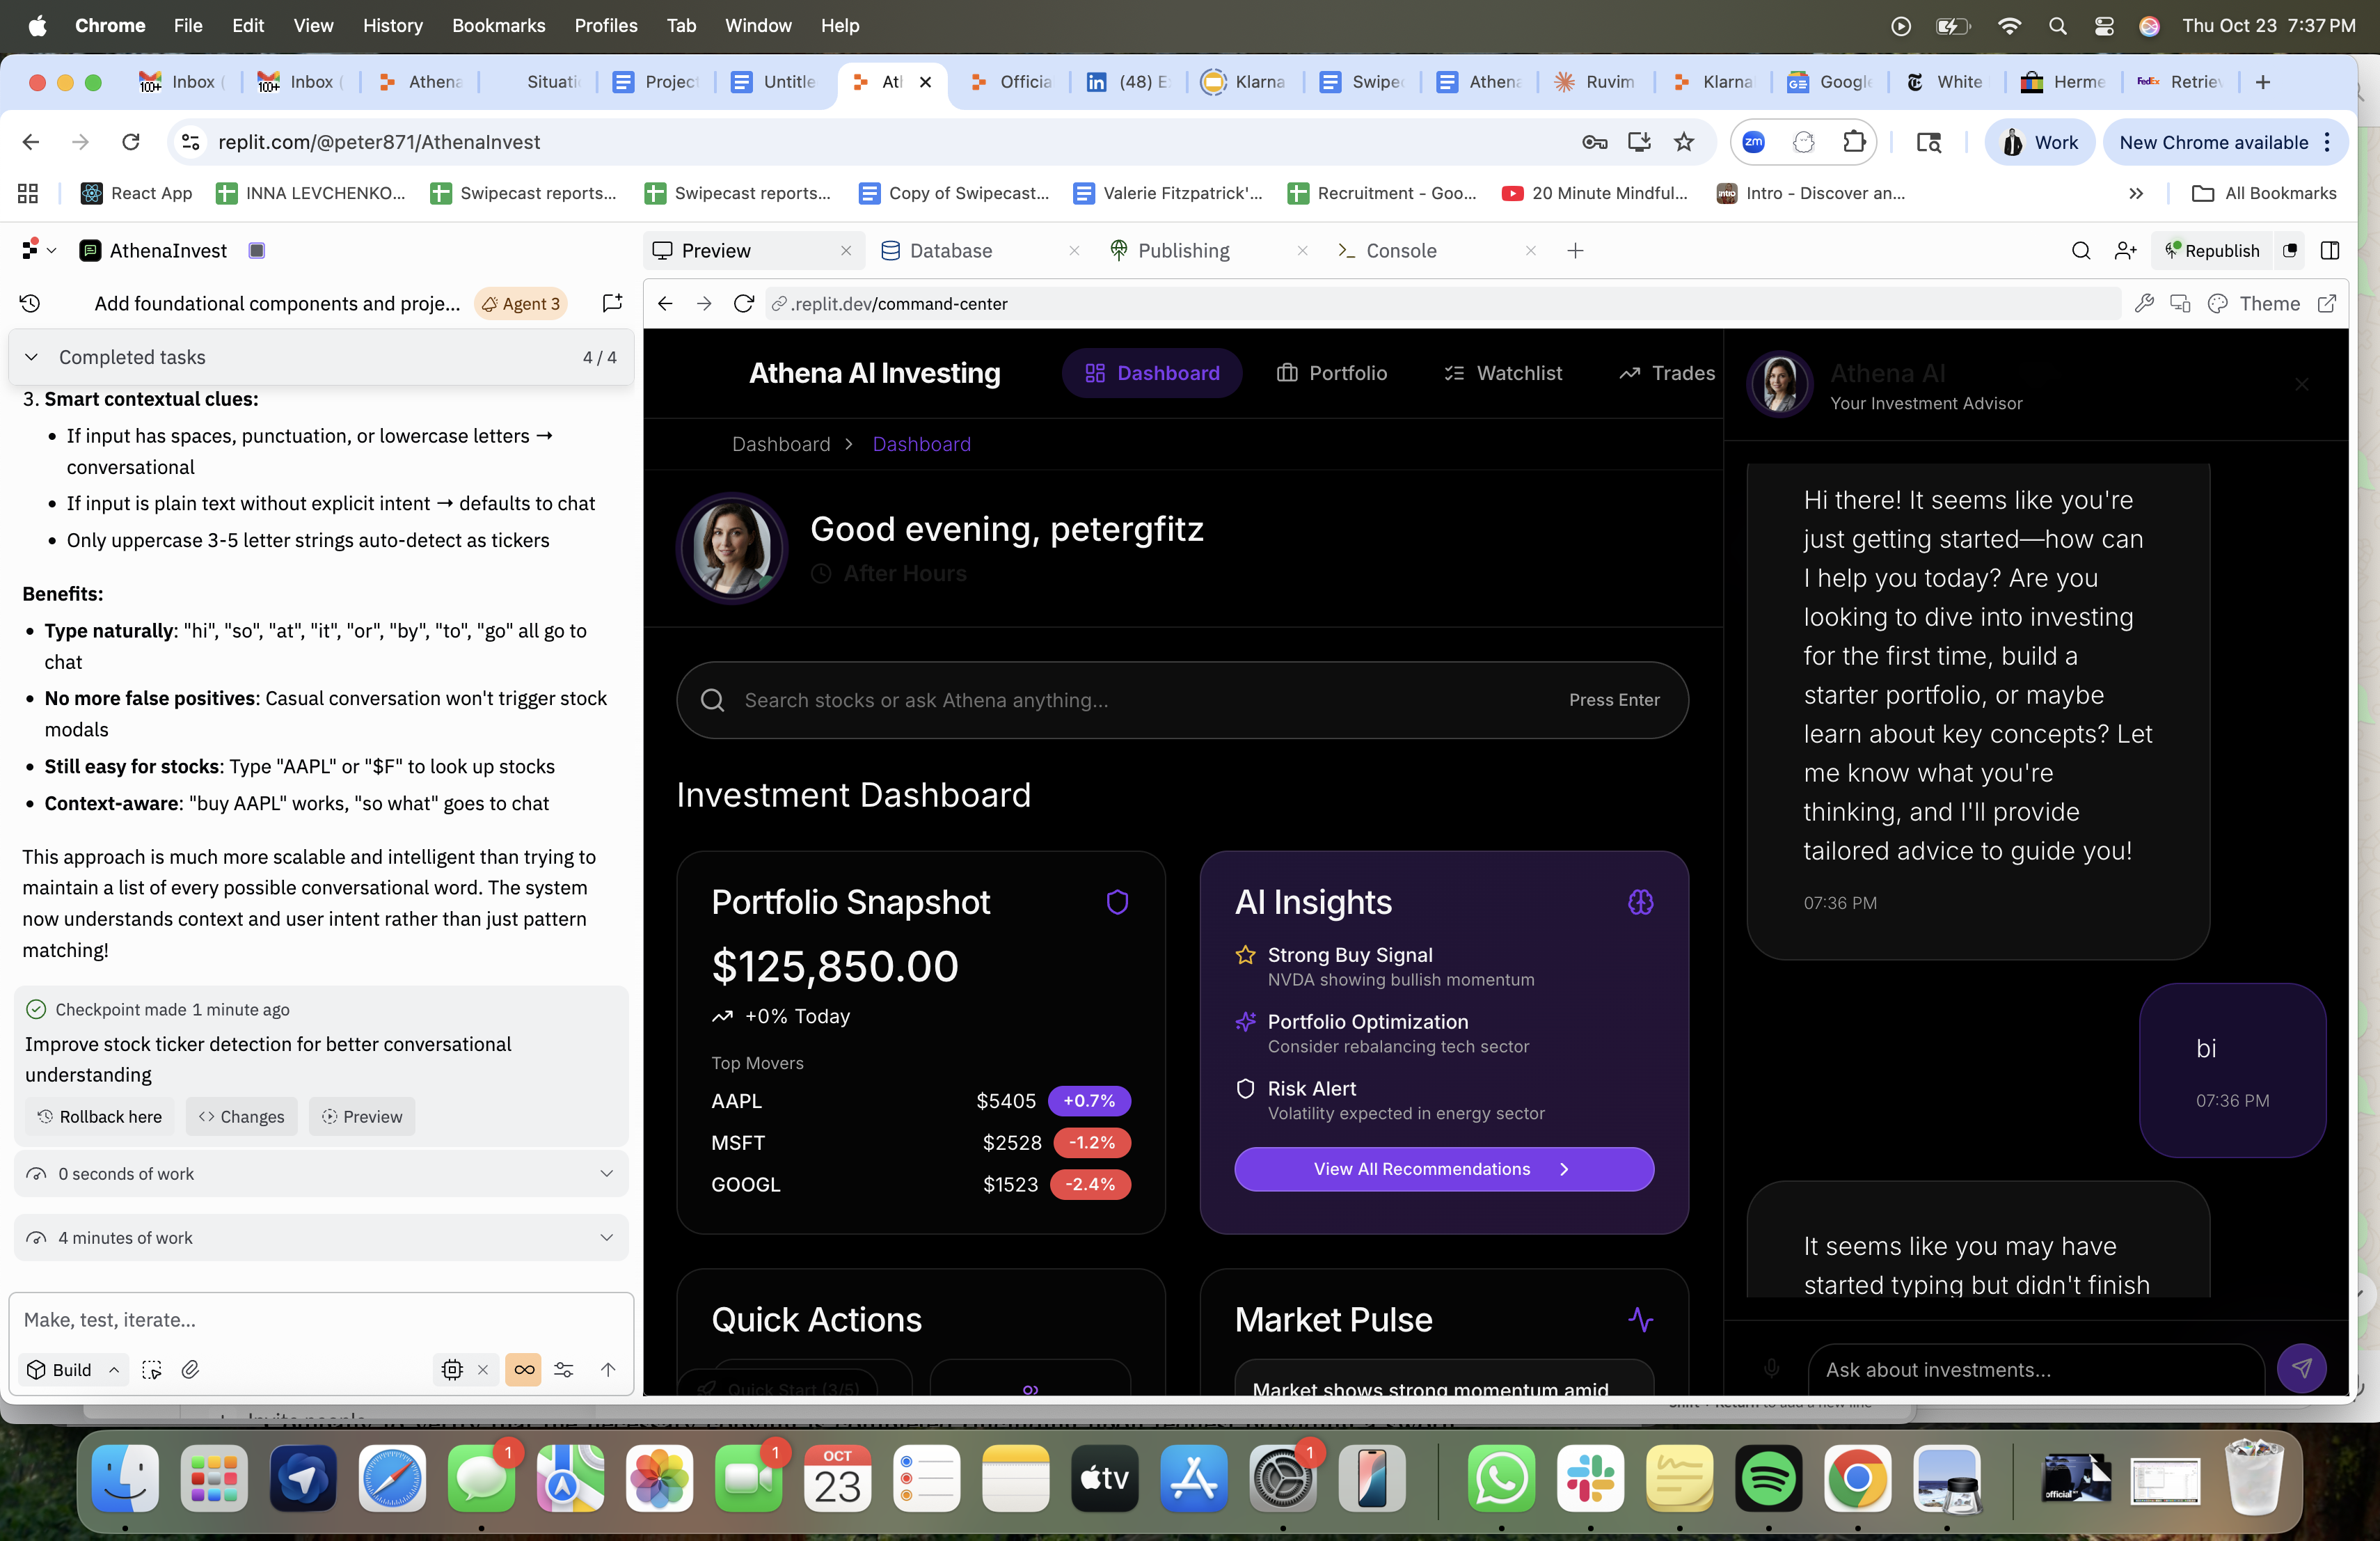 Chrome File Edit View History Bookmarks Profiles Tab Window Help Thu Oct 23 7:37 PM
100+ Inbox ( 100+ Inbox ( Athena Situati Project Untitle At Officia (48) E Klarna Swipec Athena Ruvim Klarna Google White Herme FedEx Retriev
replit.com/@peter871/AthenaInvest zm Work New Chrome available
React App INNA LEVCHENKO... Swipecast reports... Swipecast reports... Copy of Swipecast... Valerie Fitzpatrick'... Recruitment - Goo... 20 Minute Mindful... intro Intro - Discover an... All Bookmarks
AthenaInvest Preview Database Publishing Console Republish
Add foundational components and proje... Agent 3
.replit.dev/command-center Theme
Completed tasks 4 / 4
3. Smart contextual clues:
• If input has spaces, punctuation, or lowercase letters →
conversational
• If input is plain text without explicit intent → defaults to chat
• Only uppercase 3-5 letter strings auto-detect as tickers
Benefits:
• Type naturally: "hi", "so", "at", "it", "or", "by", "to", "go" all go to
chat
• No more false positives: Casual conversation won't trigger stock
modals
• Still easy for stocks: Type "AAPL" or "$F" to look up stocks
• Context-aware: "buy AAPL" works, "so what" goes to chat
This approach is much more scalable and intelligent than trying to
maintain a list of every possible conversational word. The system
now understands context and user intent rather than just pattern
matching!
Checkpoint made 1 minute ago
Improve stock ticker detection for better conversational
understanding
Rollback here Changes Preview
0 seconds of work
4 minutes of work
Make, test, iterate...
Build
Athena AI Investing Dashboard Portfolio Watchlist Trades
Dashboard > Dashboard
Good evening, petergfitz
After Hours
Search stocks or ask Athena anything... Press Enter
Investment Dashboard
Portfolio Snapshot
$125,850.00
+0% Today
Top Movers
AAPL $5405 +0.7%
MSFT $2528 -1.2%
GOOGL $1523 -2.4%
AI Insights
Strong Buy Signal
NVDA showing bullish momentum
Portfolio Optimization
Consider rebalancing tech sector
Risk Alert
Volatility expected in energy sector
View All Recommendations
Quick Actions
Quick Start (3/5)
Market Pulse
Market shows strong momentum amid
Athena AI
Your Investment Advisor
Hi there! It seems like you're
just getting started—how can
I help you today? Are you
looking to dive into investing
for the first time, build a
starter portfolio, or maybe
learn about key concepts? Let
me know what you're
thinking, and I'll provide
tailored advice to guide you!
07:36 PM
bi
07:36 PM
It seems like you may have
started typing but didn't finish
Ask about investments...
1 1 OCT 23 tv 1 official